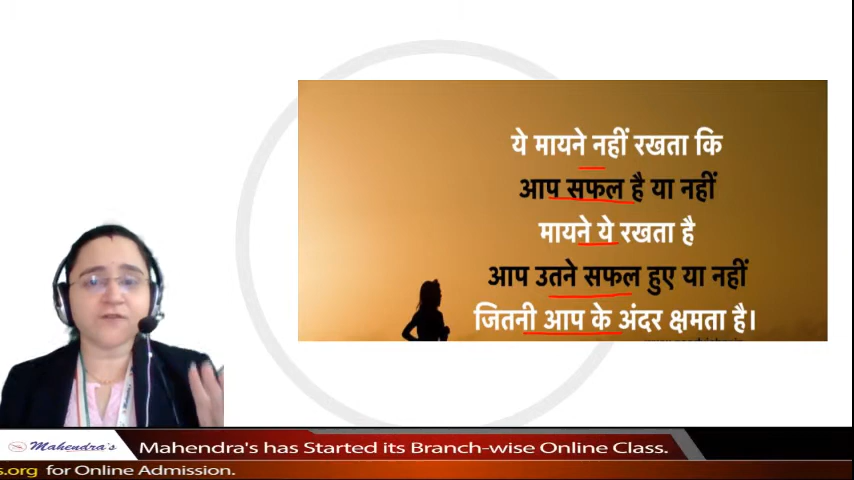 ये मायने नहीं रखता कि
आप सफल है या नहीं
मायने ये रखता है
आप उतने सफल हुए या नहीं
जितनी आप के अंदर क्षमता है।
Mahendra's
Mahendra's has Started its Branch-wise Online Class.
s.org for Online Admission.